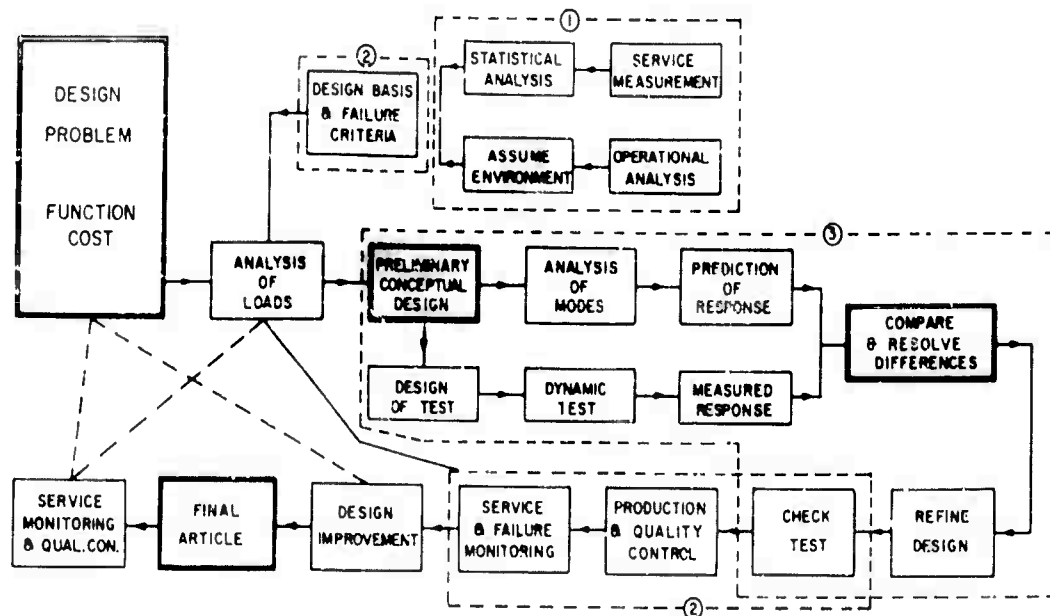 DESIGN
PROBLEM
FUNCTION
COST
②
DESIGN BASIS
& FAILURE
CRITERIA
①
STATISTICAL
ANALYSIS
SERVICE
MEASUREMENT
ASSUME
ENVIRONMENT
OPERATIONAL
ANALYSIS
③
ANALYSIS
OF
LOADS
PRELIMINARY
CONCEPTUAL
DESIGN
ANALYSIS
OF
MODES
PREDICTION
OF
RESPONSE
COMPARE
& RESOLVE
DIFFERENCES
DESIGN
OF TEST
DYNAMIC
TEST
MEASURED
RESPONSE
SERVICE
MONITORING
& QUAL.CON.
FINAL
ARTICLE
DESIGN
IMPROVEMENT
SERVICE
& FAILURE
MONITORING
PRODUCTION
& QUALITY
CONTROL
CHECK
TEST
REFINE
DESIGN
②